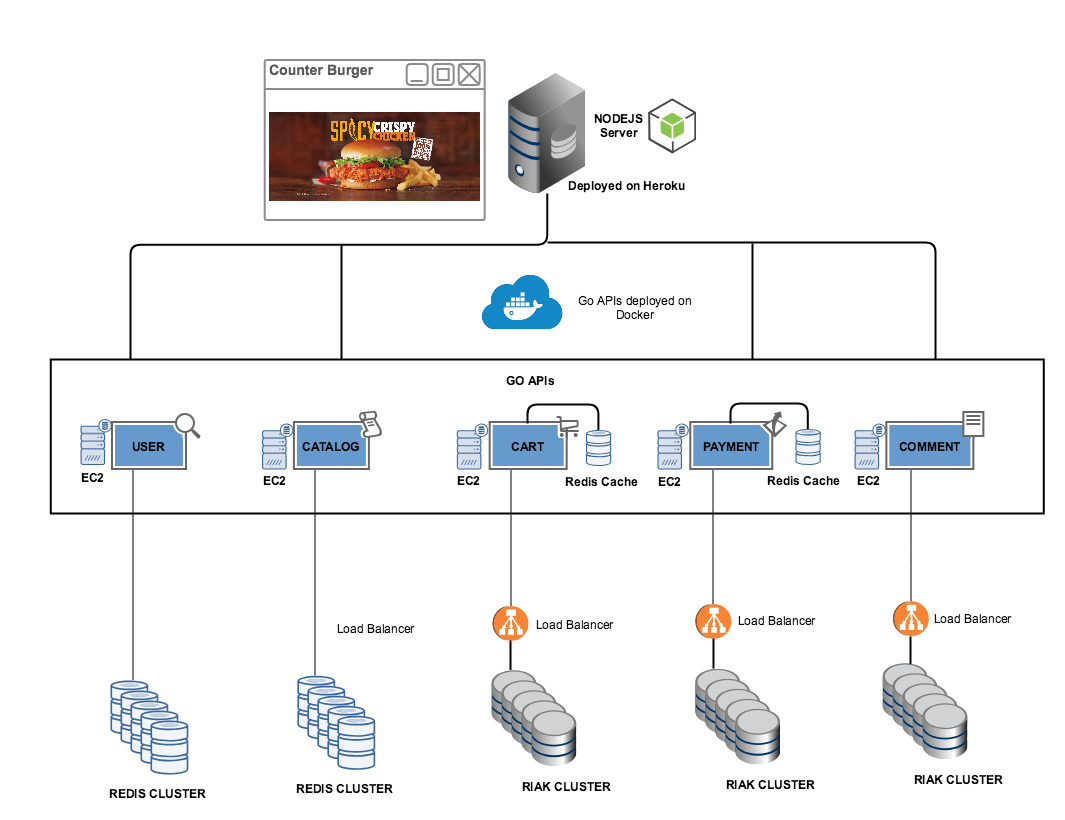 Counter Burger
SPICY CRISPY
CHICKEN
NODEJS
Server
Deployed on Heroku
Go APIs deployed on
Docker
GO APIs
USER
CATALOG
CART
PAYMENT
COMMENT
EC2
EC2
EC2
Redis Cache
EC2
Redis Cache
EC2
Load Balancer
Load Balancer
Load Balancer
Load Balancer
REDIS CLUSTER
REDIS CLUSTER
RIAK CLUSTER
RIAK CLUSTER
RIAK CLUSTER